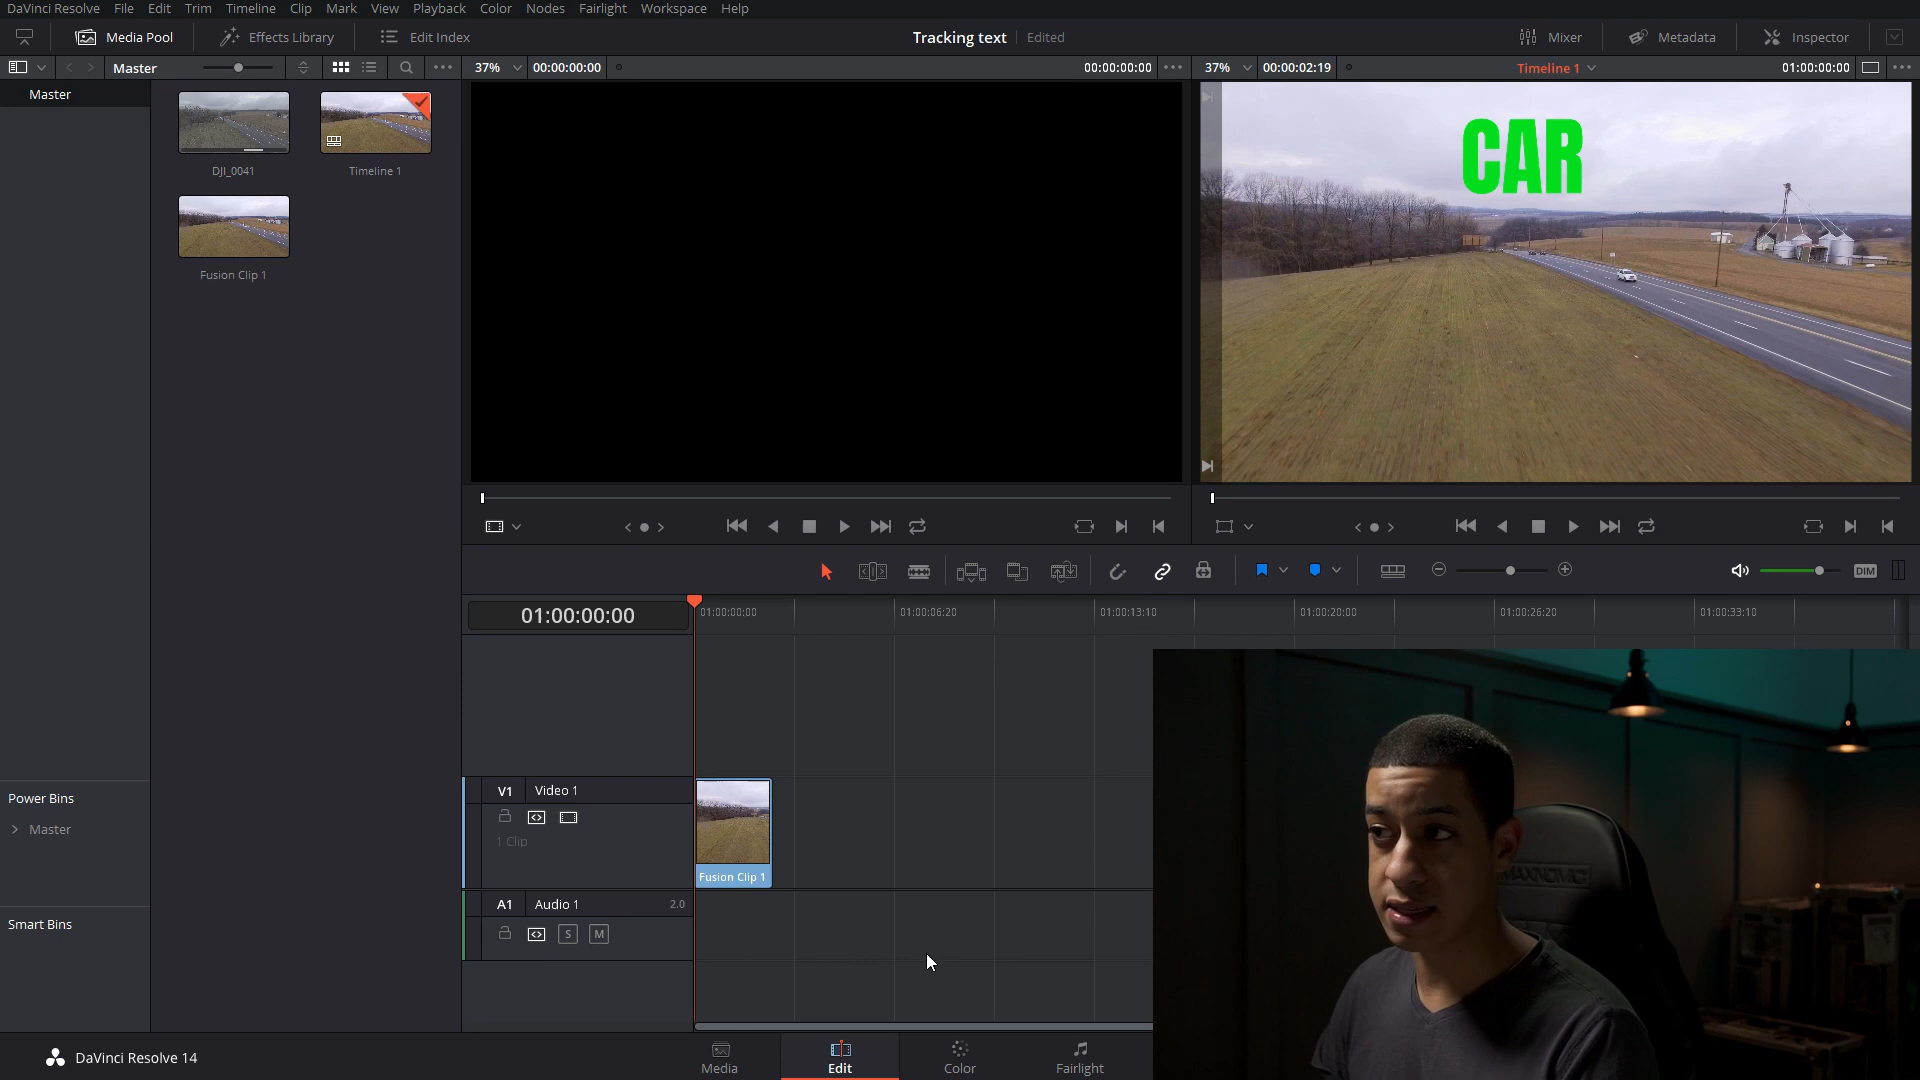 DaVinci Resolve File Edit Trim Timeline Clip Mark View Playback Color Nodes Fairlight Workspace Help
Media Pool Effects Library Edit Index Tracking text Edited Mixer Metadata Inspector
Master 37% 00:00:00:00 00:00:00:00 37% 00:00:02:19 Timeline 1 01:00:00:00
Master
CAR
DJI_0041 Timeline 1
Fusion Clip 1
DIM
01:00:00:00 01:00:00:00 01:00:06:20 01:00:13:10 01:00:20:00 01:00:26:20 01:00:33:10
Power Bins
Master
V1 Video 1
1 Clip
Fusion Clip 1
A1 Audio 1 2.0
S M
Smart Bins
MAXNOMIC
DaVinci Resolve 14
Media Edit Color Fairlight